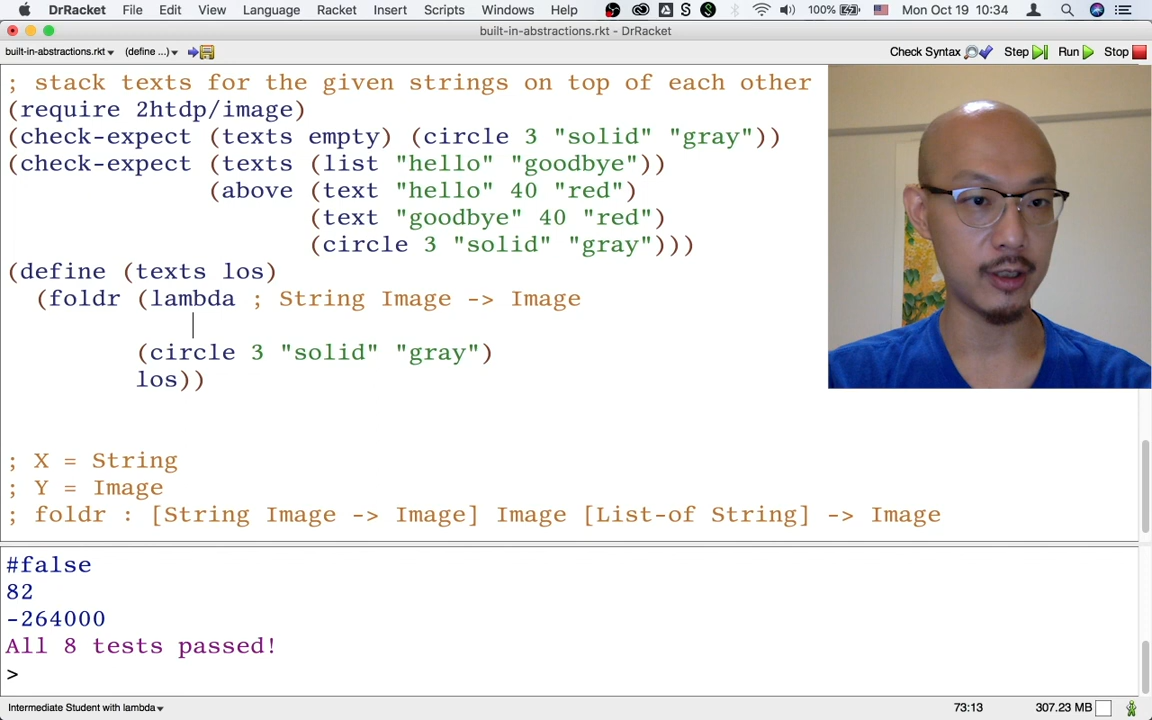 DrRacket File Edit View Language Racket Insert Scripts Windows Help 100% Mon Oct 19 10:34
built-in-abstractions.rkt - DrRacket
built-in-abstractions.rkt (define ...) Check Syntax Step Run Stop
; stack texts for the given strings on top of each other
(require 2htdp/image)
(check-expect (texts empty) (circle 3 "solid" "gray"))
(check-expect (texts (list "hello" "goodbye"))
(above (text "hello" 40 "red")
(text "goodbye" 40 "red")
(circle 3 "solid" "gray")))
(define (texts los)
(foldr (lambda ; String Image -> Image
(circle 3 "solid" "gray")
los))
; X = String
; Y = Image
; foldr : [String Image -> Image] Image [List-of String] -> Image
#false
82
-264000
All 8 tests passed!
>
Intermediate Student with lambda 73:13 307.23 MB